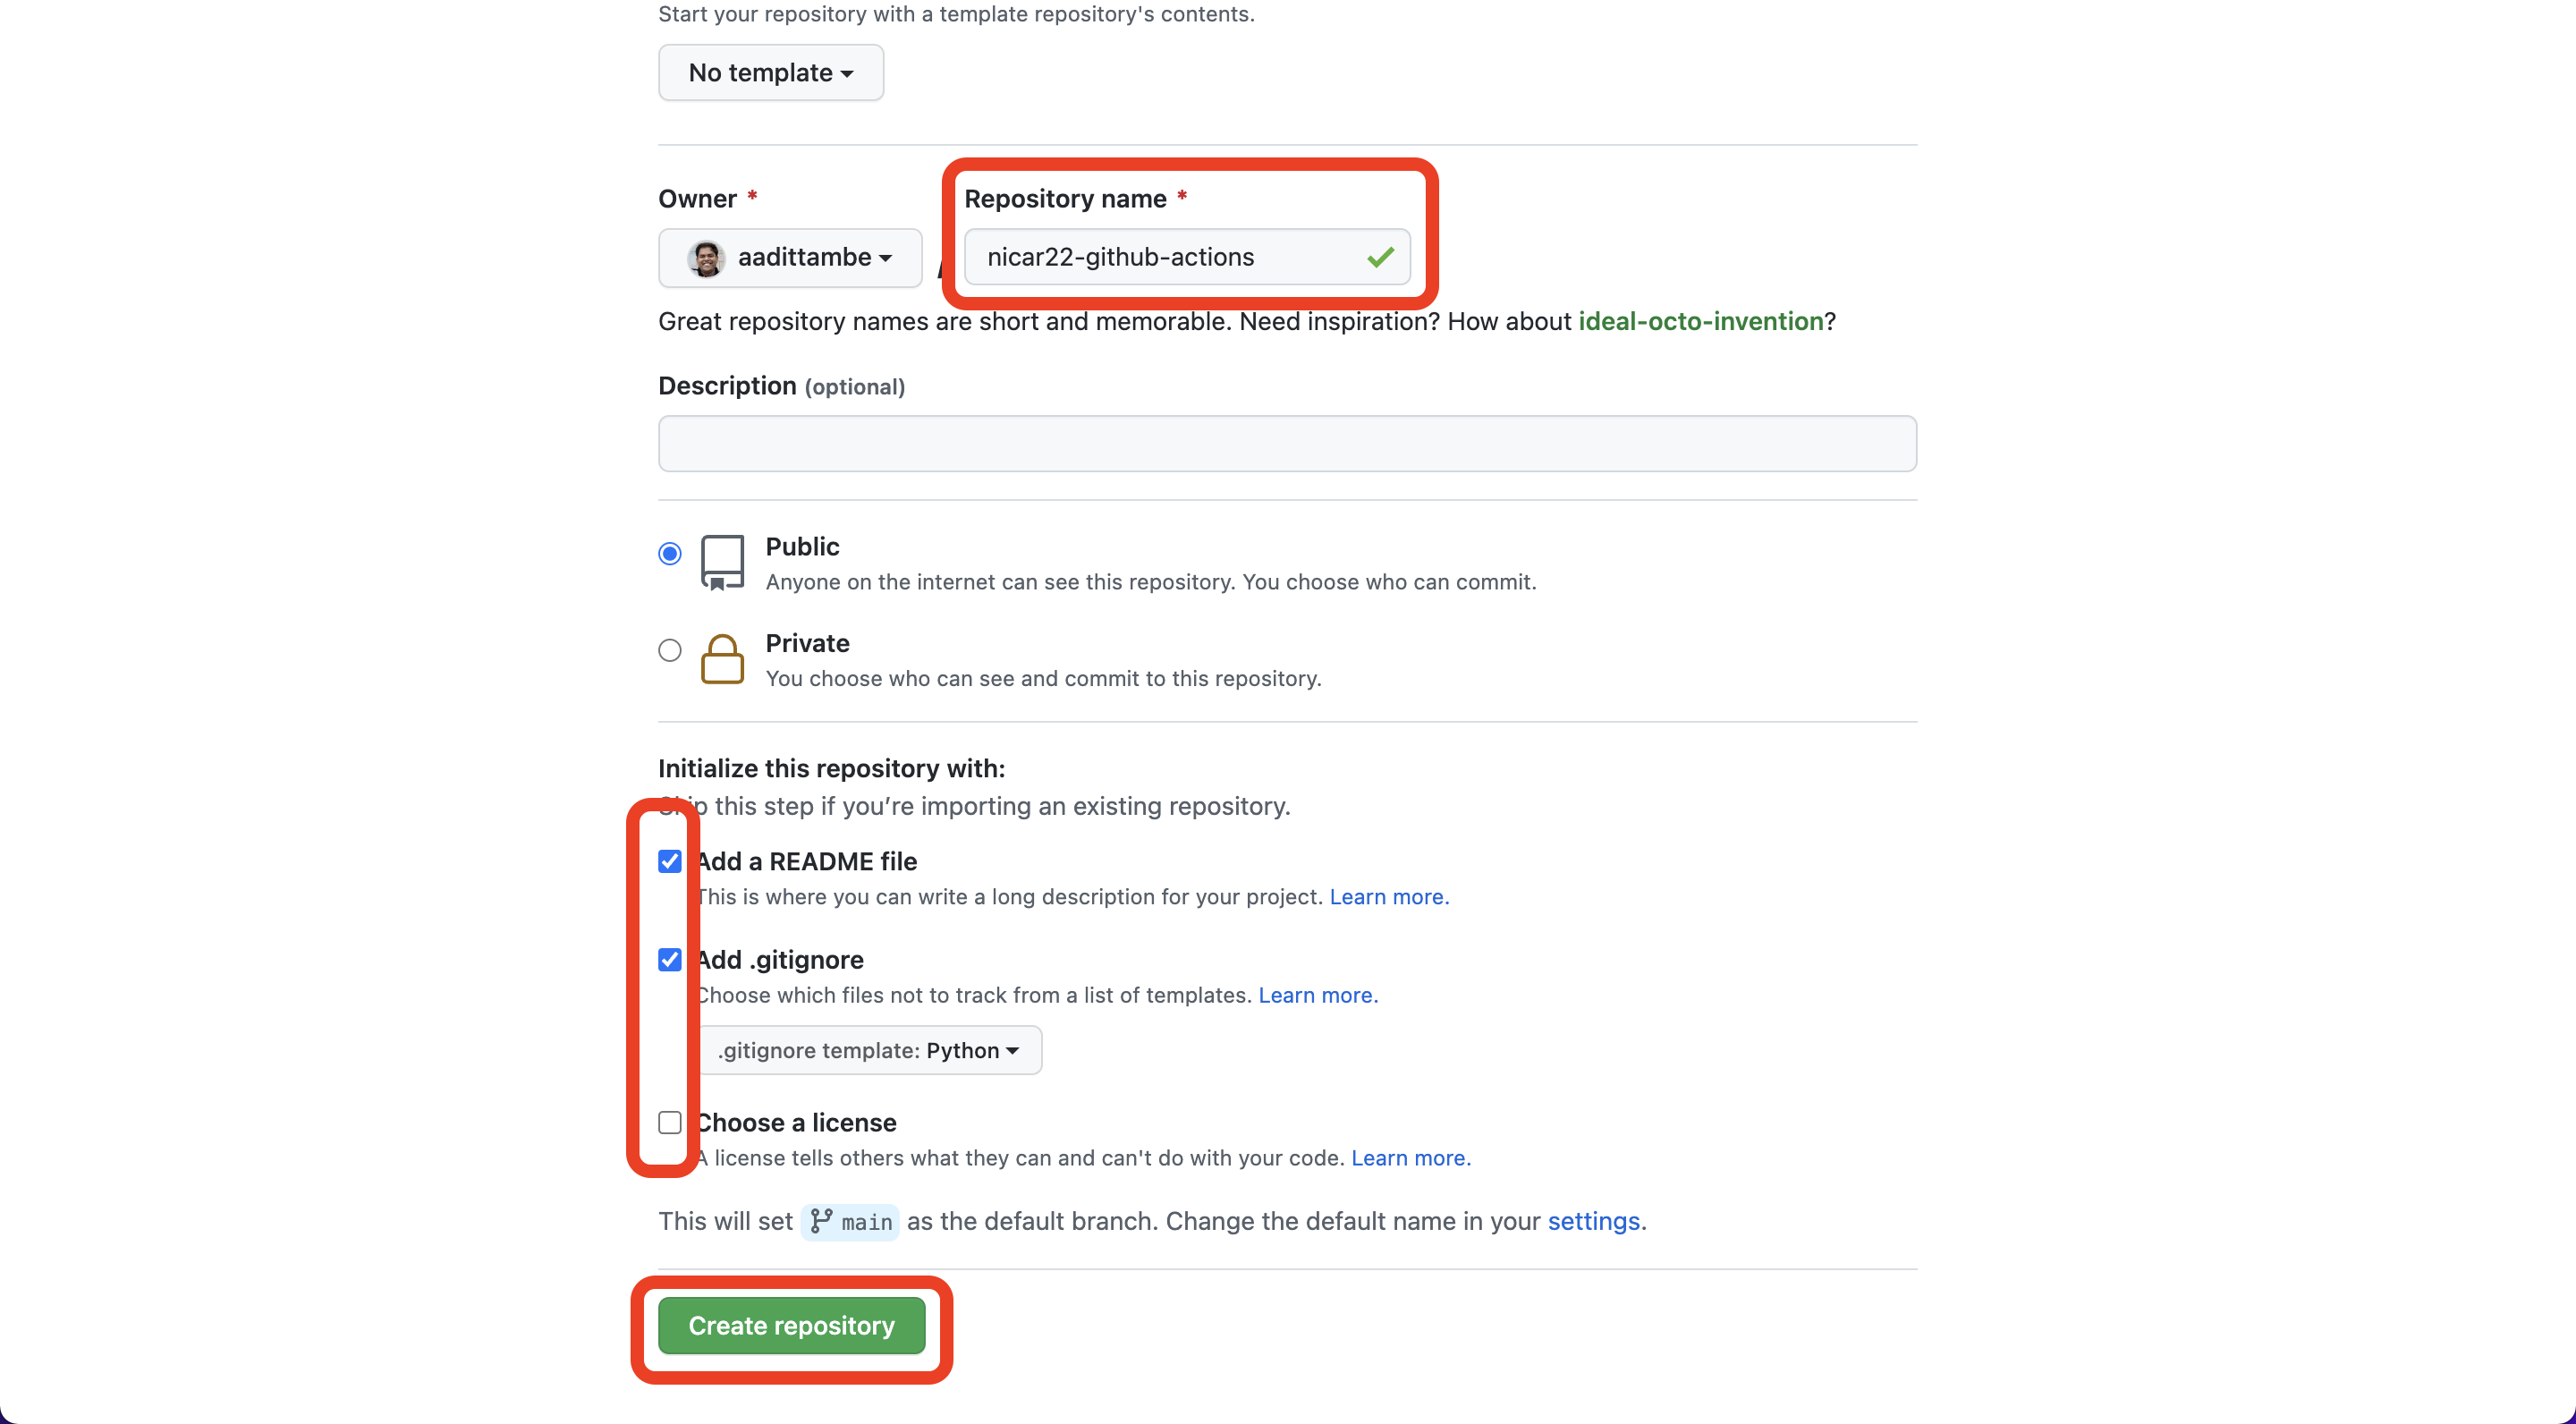 Start your repository with a template repository's contents.
No template
Owner *
Repository name *
aadittambe
nicar22-github-actions
Great repository names are short and memorable. Need inspiration? How about ideal-octo-invention?
Description (optional)
Public
Anyone on the internet can see this repository. You choose who can commit.
Private
You choose who can see and commit to this repository.
Initialize this repository with:
Skip this step if you’re importing an existing repository.
Add a README file
This is where you can write a long description for your project. Learn more.
Add .gitignore
Choose which files not to track from a list of templates. Learn more.
.gitignore template: Python
Choose a license
A license tells others what they can and can't do with your code. Learn more.
This will set main as the default branch. Change the default name in your settings.
Create repository